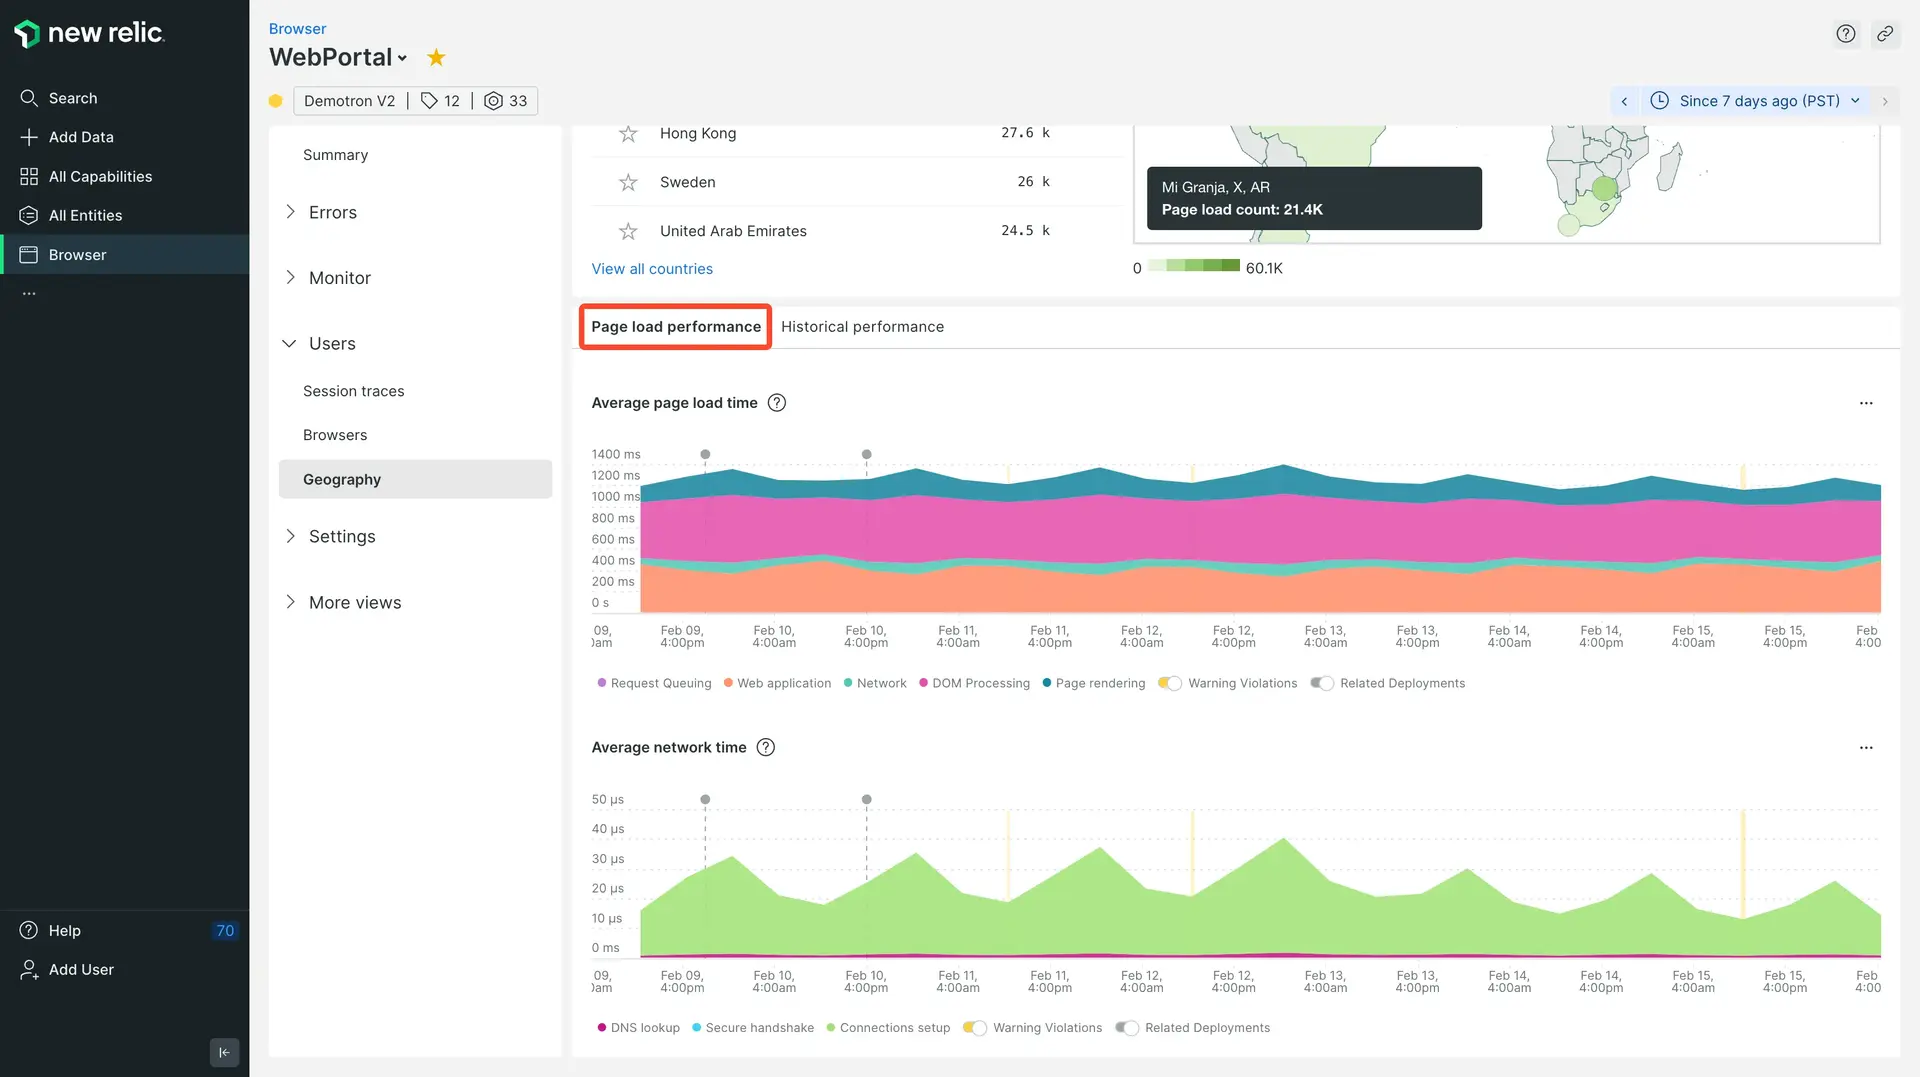 new relic.
Search
Add Data
All Capabilities
All Entities
Browser
...
Help 70
Add User
Browser
WebPortal
Demotron V2 | 12 | 33
Since 7 days ago (PST)
Summary
Errors
Monitor
Users
Session traces
Browsers
Geography
Settings
More views
Hong Kong 27.6 k
Sweden 26 k
United Arab Emirates 24.5 k
View all countries
Mi Granja, X, AR
Page load count: 21.4K
0 60.1K
Page load performance Historical performance
Average page load time ?
...
1400 ms
1200 ms
1000 ms
800 ms
600 ms
400 ms
200 ms
0 s
09, Feb 09, Feb 10, Feb 10, Feb 11, Feb 11, Feb 12, Feb 12, Feb 13, Feb 13, Feb 14, Feb 14, Feb 15, Feb 15, Feb
0am 4:00pm 4:00am 4:00pm 4:00am 4:00pm 4:00am 4:00pm 4:00am 4:00pm 4:00am 4:00pm 4:00am 4:00pm 4:00
Request Queuing Web application Network DOM Processing Page rendering Warning Violations Related Deployments
Average network time ?
...
50 µs
40 µs
30 µs
20 µs
10 µs
0 ms
09, Feb 09, Feb 10, Feb 10, Feb 11, Feb 11, Feb 12, Feb 12, Feb 13, Feb 13, Feb 14, Feb 14, Feb 15, Feb 15, Feb
0am 4:00pm 4:00am 4:00pm 4:00am 4:00pm 4:00am 4:00pm 4:00am 4:00pm 4:00am 4:00pm 4:00am 4:00pm 4:00
DNS lookup Secure handshake Connections setup Warning Violations Related Deployments